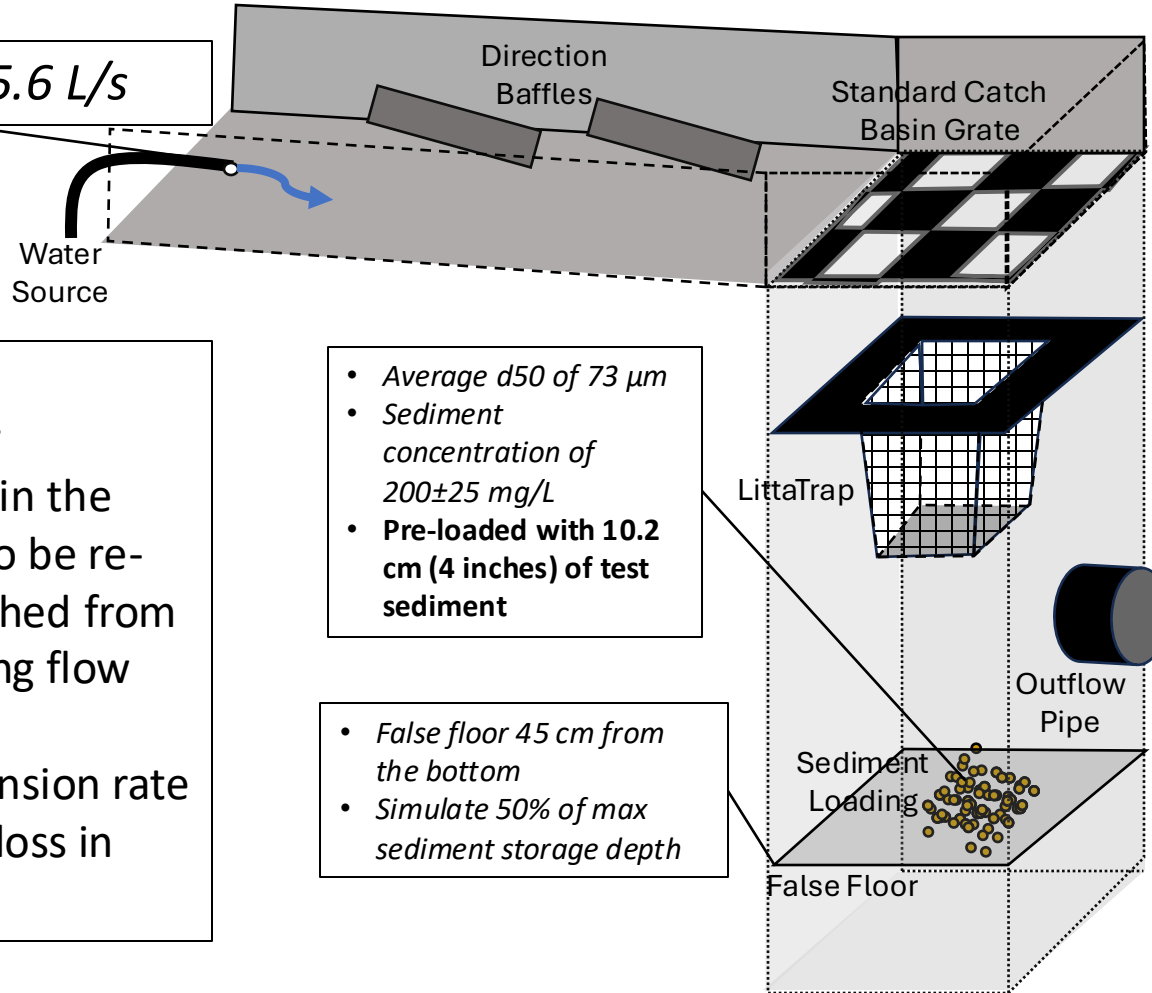 5.6 L/s
Direction
Baffles
Standard Catch
Basin Grate
Water
Source
in the
o be re-
hed from
ng flow
nsion rate
loss in
• Average d50 of 73 µm
• Sediment
concentration of
200±25 mg/L
• Pre-loaded with 10.2
cm (4 inches) of test
sediment
LittaTrap
Outflow
Pipe
• False floor 45 cm from
the bottom
• Simulate 50% of max
sediment storage depth
Sediment
Loading
False Floor